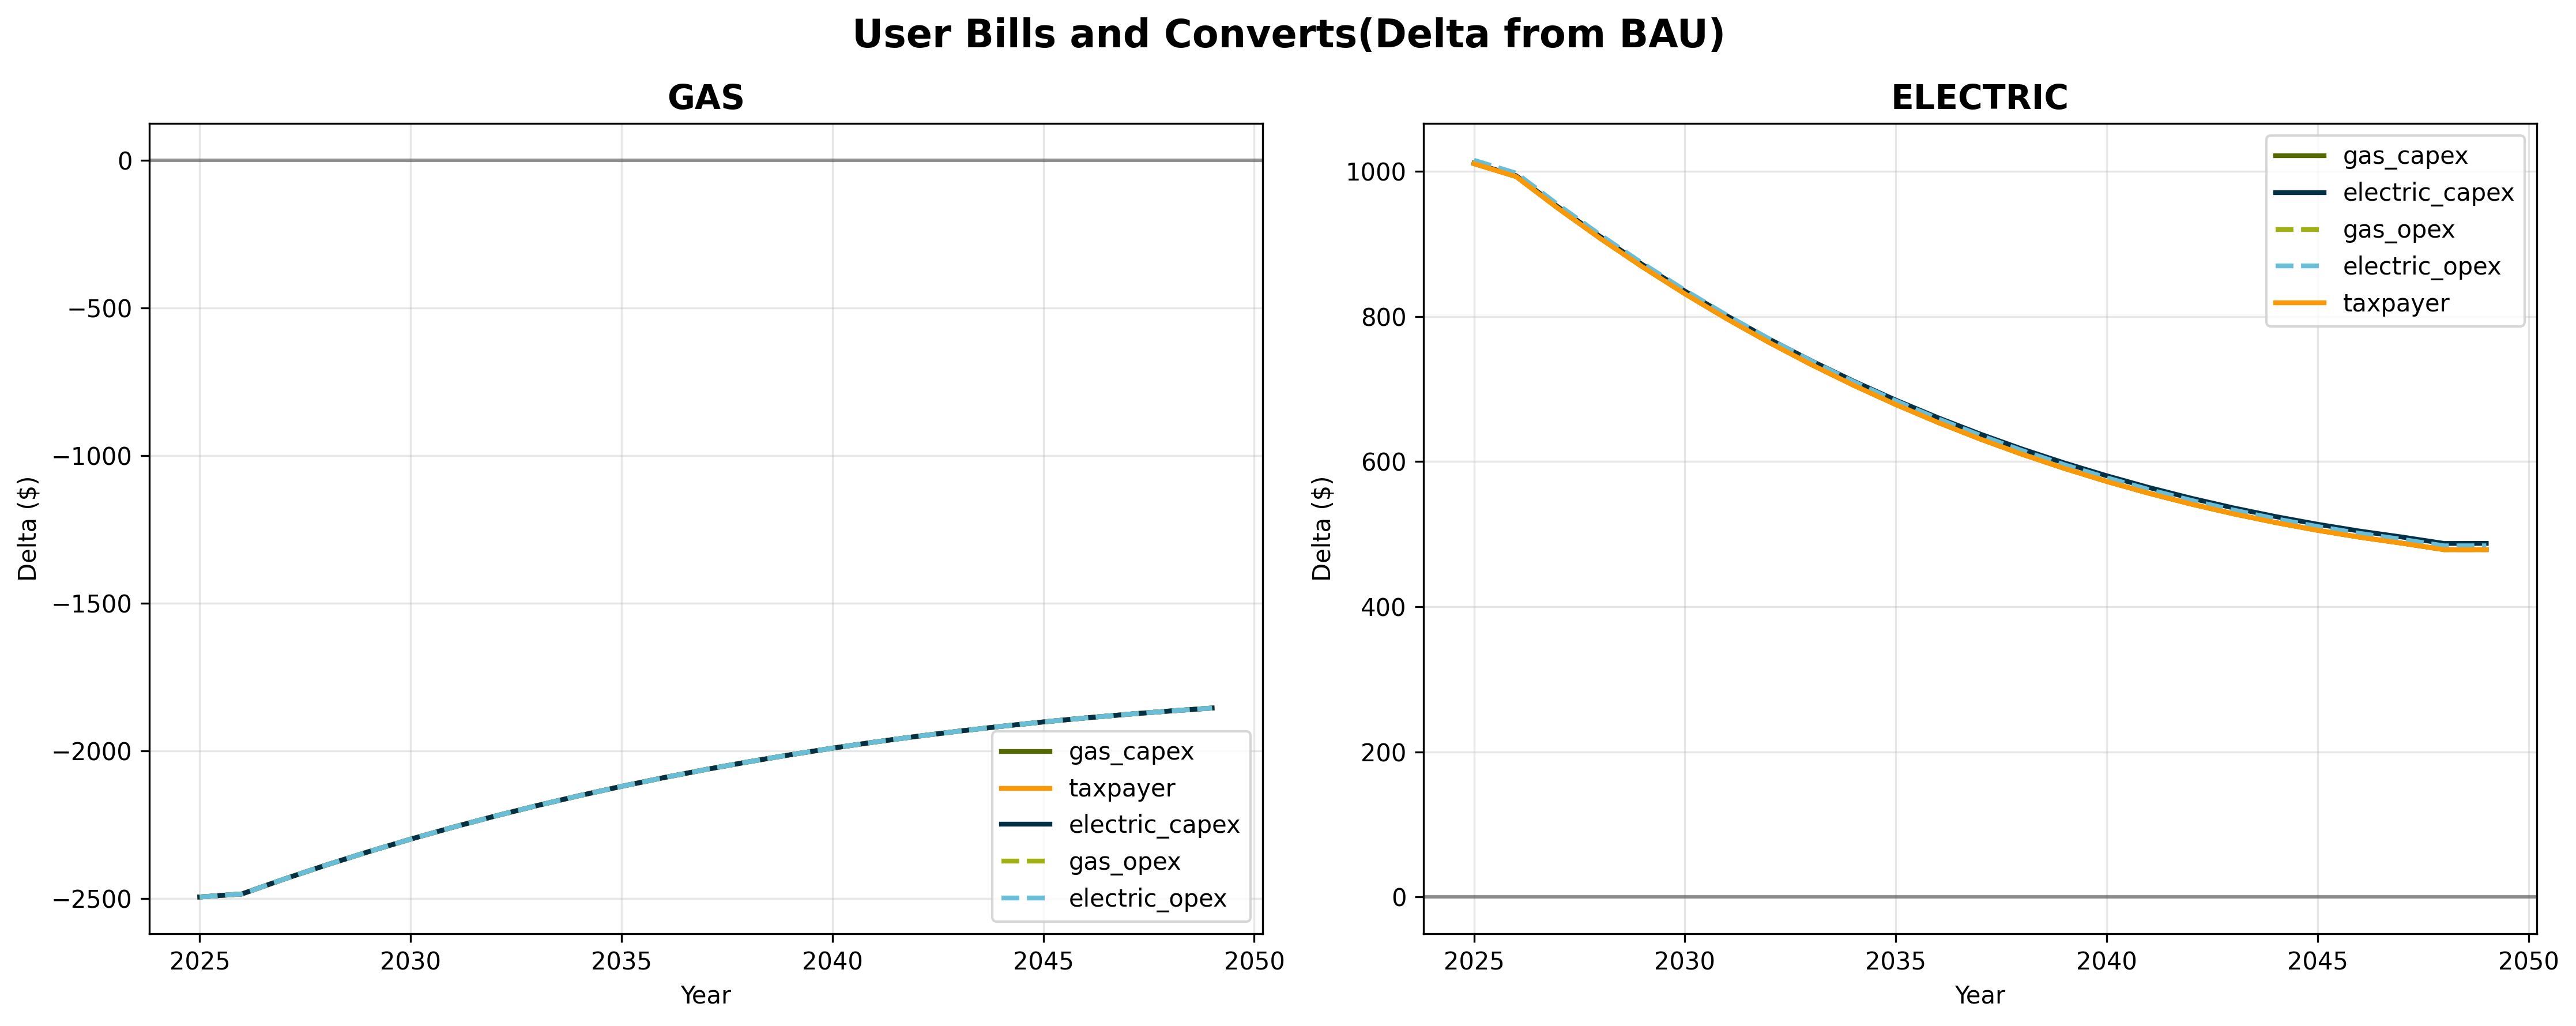 User Bills and Converts(Delta from BAU)
GAS
0
−500
−1000
−1500
−2000
−2500
Delta ($)
2025 2030 2035 2040 2045 2050
Year
gas_capex
taxpayer
electric_capex
gas_opex
electric_opex
ELECTRIC
1000
800
600
400
200
0
Delta ($)
2025 2030 2035 2040 2045 2050
Year
gas_capex
electric_capex
gas_opex
electric_opex
taxpayer